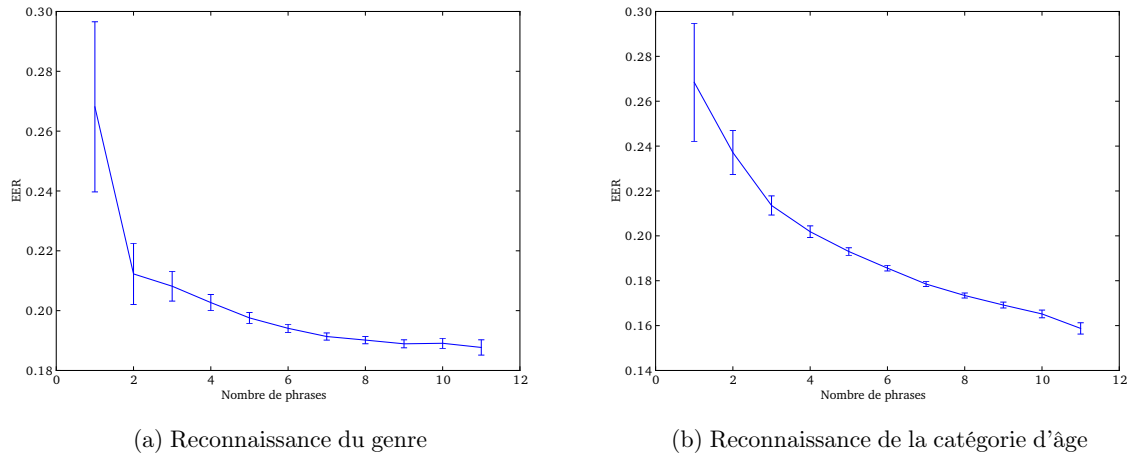 0.30
0.28
0.26
0.24
0.22
0.20
0.18
EER
0 2 4 6 8 10 12
Nombre de phrases
(a) Reconnaissance du genre
0.30
0.28
0.26
0.24
0.22
0.20
0.18
0.16
0.14
EER
0 2 4 6 8 10 12
Nombre de phrases
(b) Reconnaissance de la catégorie d'âge